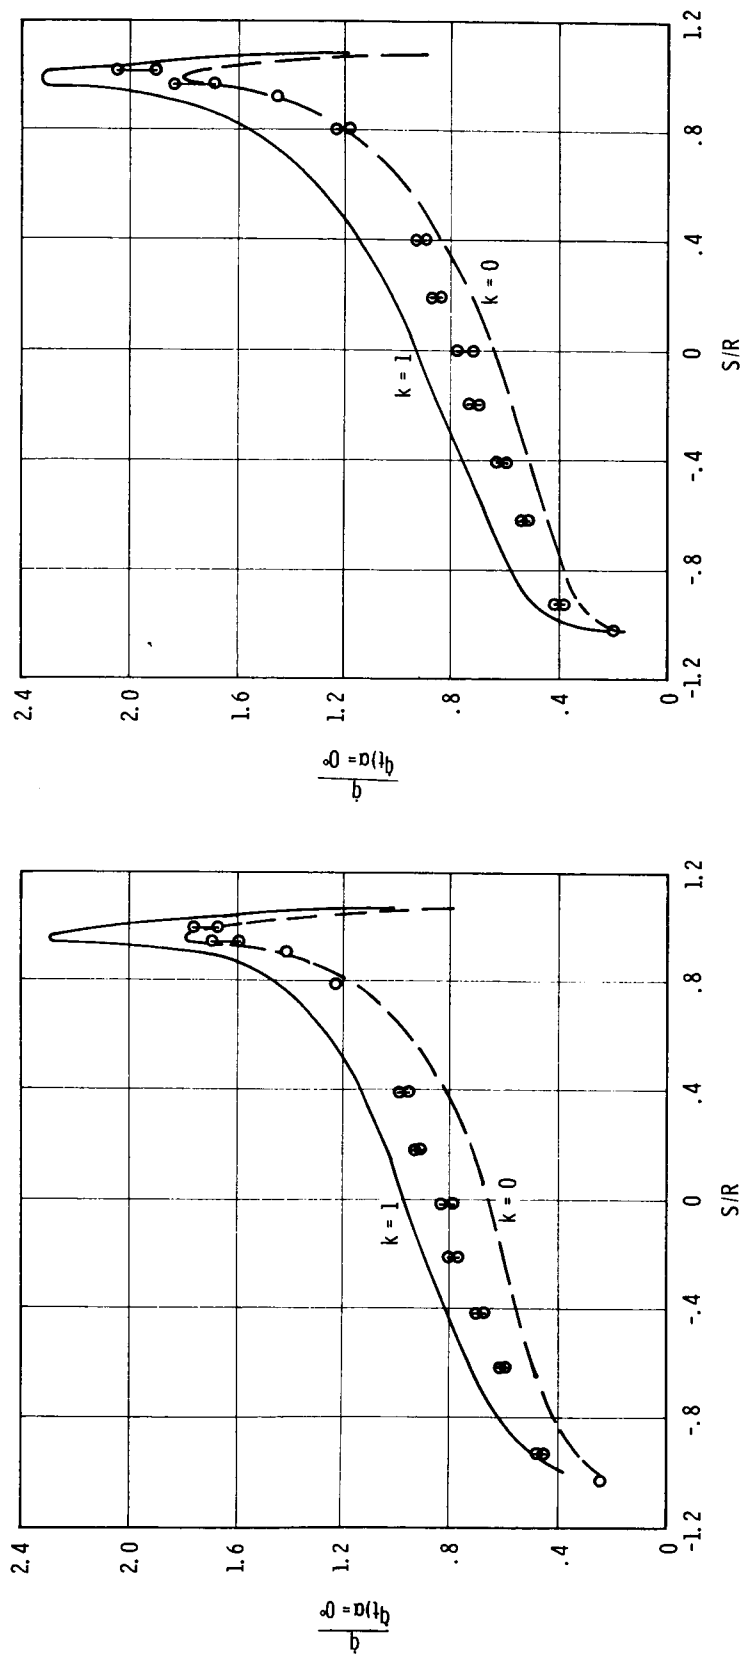 2.4
2.0
1.6
1.2
.8
.4
0
q̇
q̇t)α = 0°
k = 1
k = 0
-1.2
-.8
-.4
0
.4
.8
1.2
S/R
2.4
2.0
1.6
1.2
.8
.4
0
q̇
q̇t)α = 0°
k = 1
k = 0
-1.2
-.8
-.4
0
.4
.8
1.2
S/R